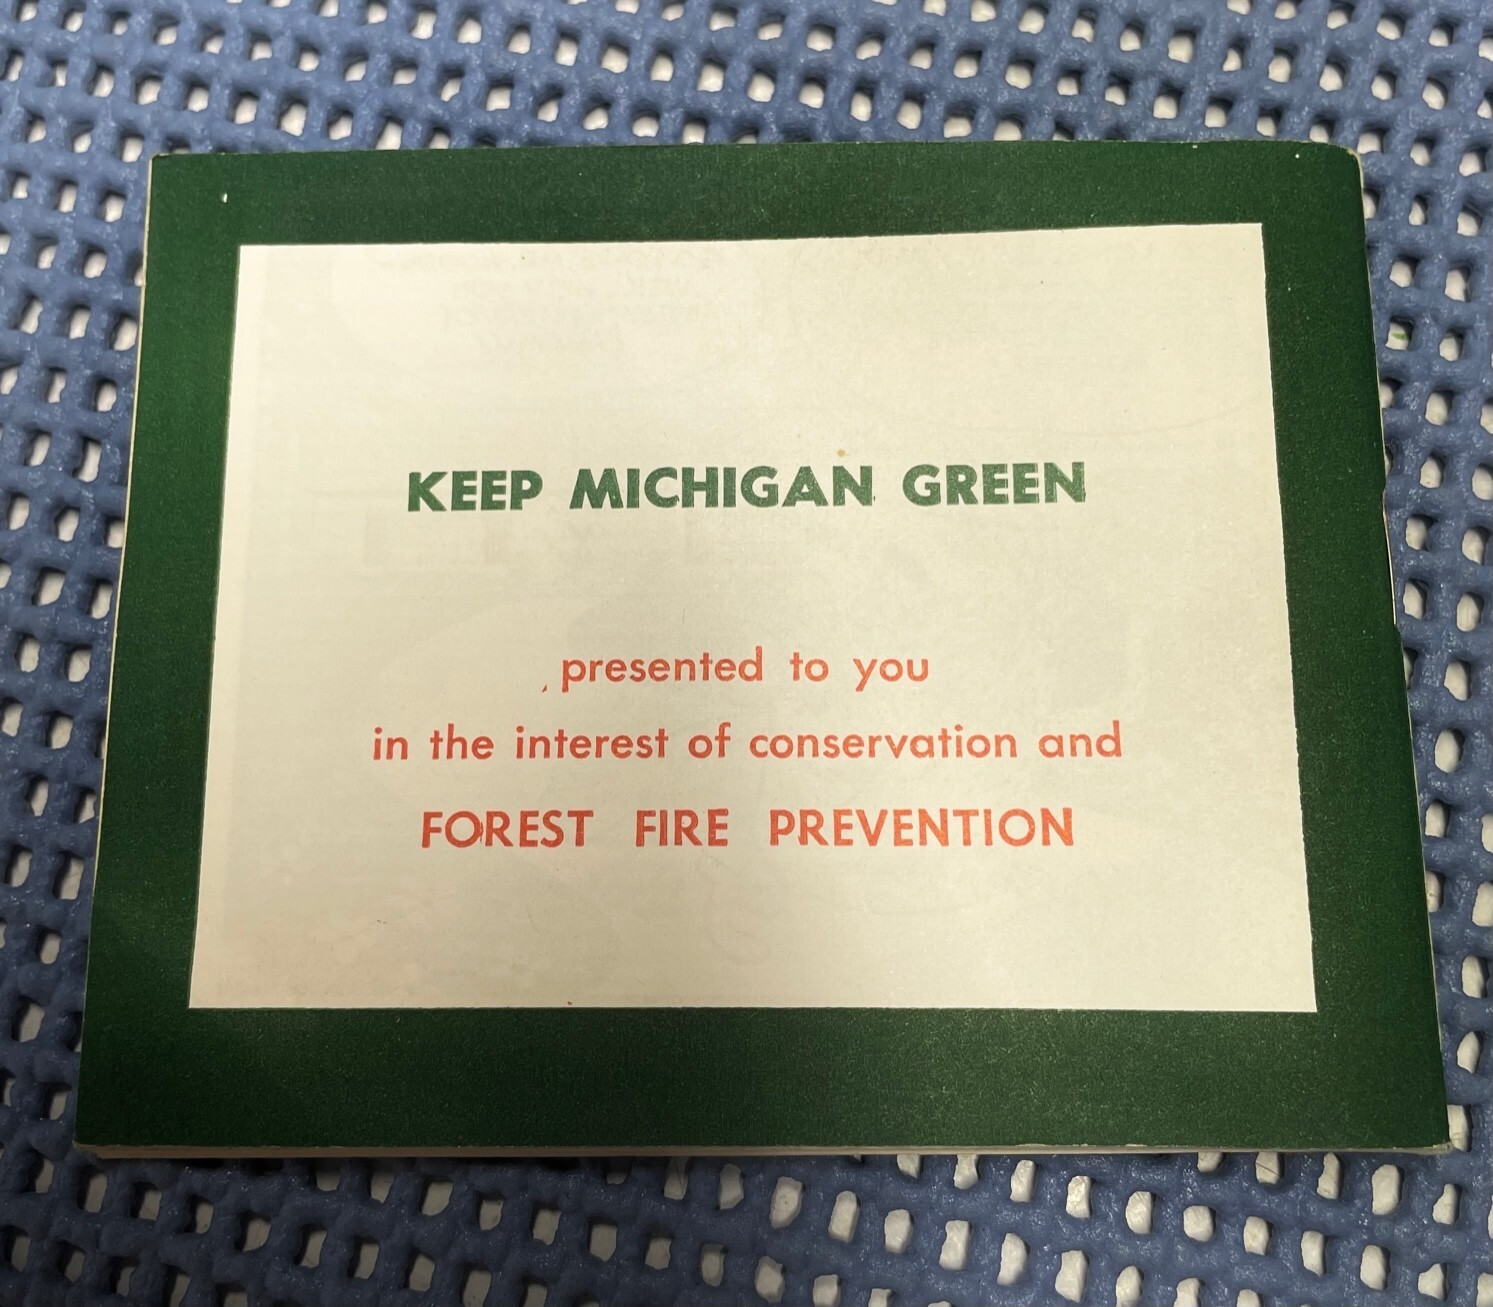 KEEP MICHIGAN GREEN
presented to you
in the interest of conservation and
FOREST FIRE PREVENTION